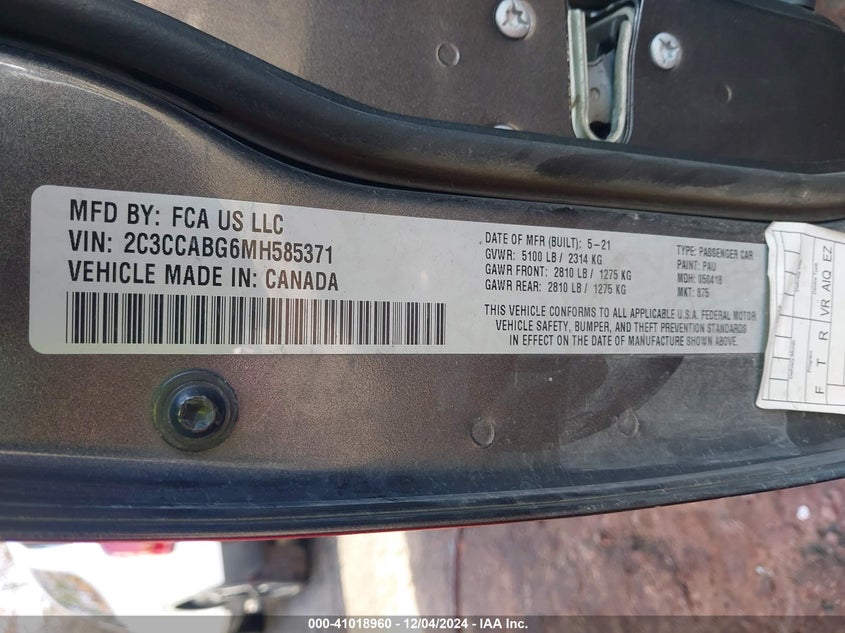 MFD BY: FCA US LLC
VIN: 2C3CCABG6MH585371
VEHICLE MADE IN: CANADA
DATE OF MFR (BUILT): 5-21
GVWR: 5100 LB / 2314 KG
GAWR FRONT: 2810 LB / 1275 KG
GAWR REAR: 2810 LB / 1275 KG
TYPE: PASSENGER CAR
PAINT: PAU
MDH: 050418
MKT: 875
THIS VEHICLE CONFORMS TO ALL APPLICABLE U.S.A. FEDERAL MOTOR
VEHICLE SAFETY, BUMPER, AND THEFT PREVENTION STANDARDS
IN EFFECT ON THE DATE OF MANUFACTURE SHOWN ABOVE.
F T R VR AIQ EZ
000-41018960 - 12/04/2024 - IAA Inc.